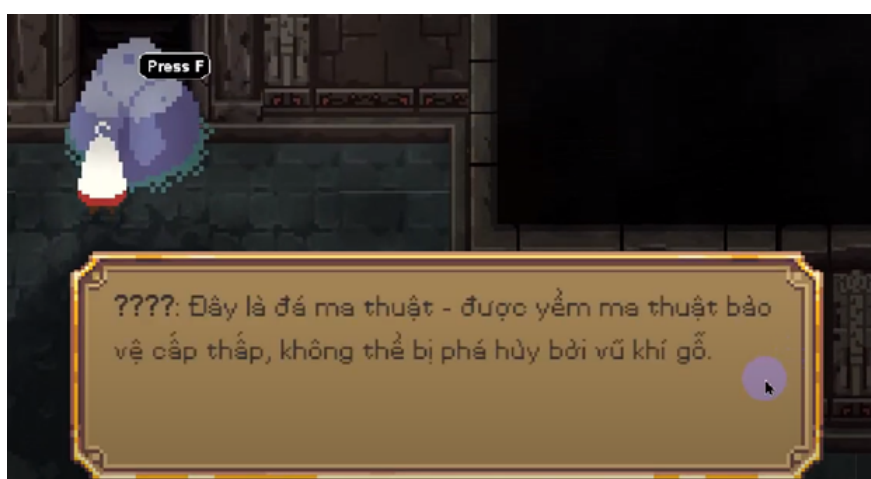 Press F
????: Đây là đá ma thuật - được yểm ma thuật bảo
vệ cấp thấp, không thể bị phá hủy bởi vũ khí gỗ.